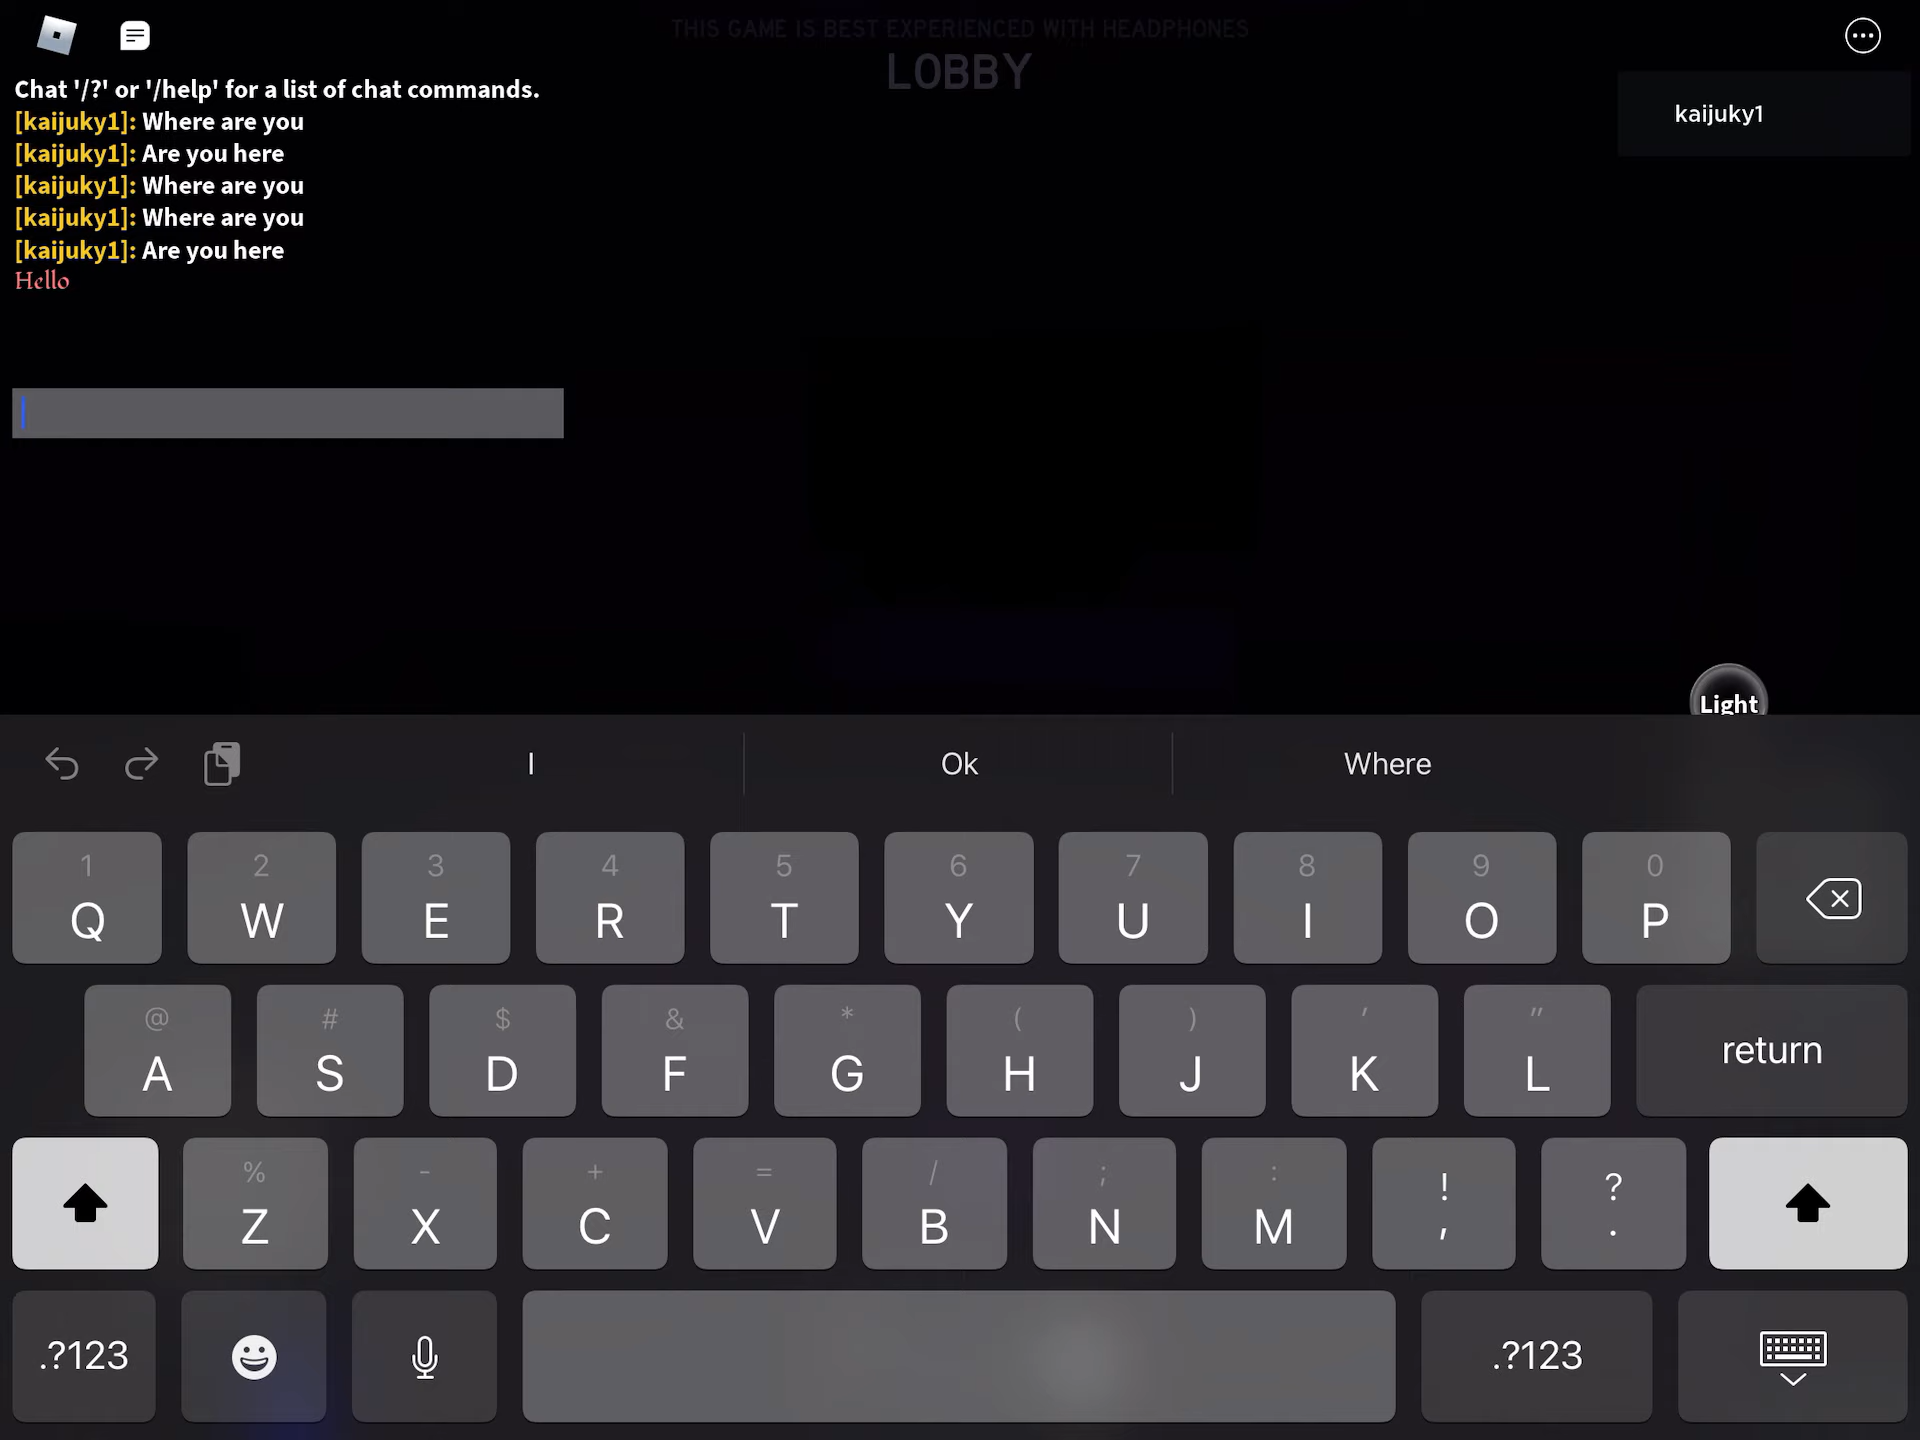 THIS GAME IS BEST EXPERIENCED WITH HEADPHONES
LOBBY
Chat '/?' or '/help' for a list of chat commands.
[kaijuky1]: Where are you
[kaijuky1]: Are you here
[kaijuky1]: Where are you
[kaijuky1]: Where are you
[kaijuky1]: Are you here
Hello
kaijuky1
Light
I Ok Where
1 2 3 4 5 6 7 8 9 0
Q W E R T Y U I O P
@ # $ & * ( ) ' "
A S D F G H J K L return
% - + = / ; : ! ?
Z X C V B N M , .
.?123 .?123